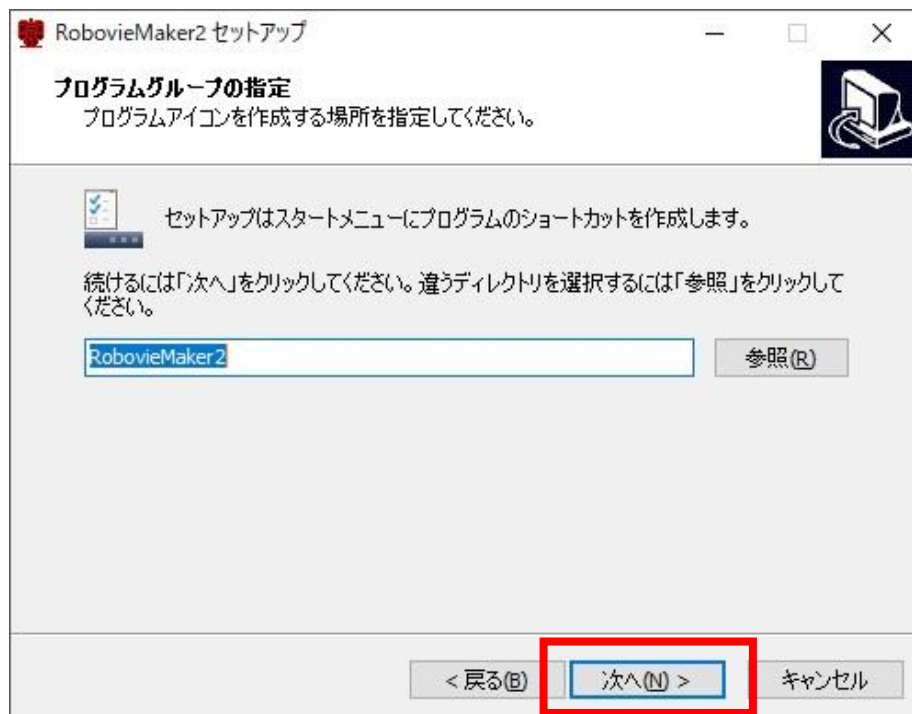 RobovieMaker2 セットアップ
プログラムグループの指定
プログラムアイコンを作成する場所を指定してください。
セットアップはスタートメニューにプログラムのショートカットを作成します。
続けるには「次へ」をクリックしてください。違うディレクトリを選択するには「参照」をクリックして
ください。
RobovieMaker2
参照(R)
< 戻る(B)
次へ(N) >
キャンセル